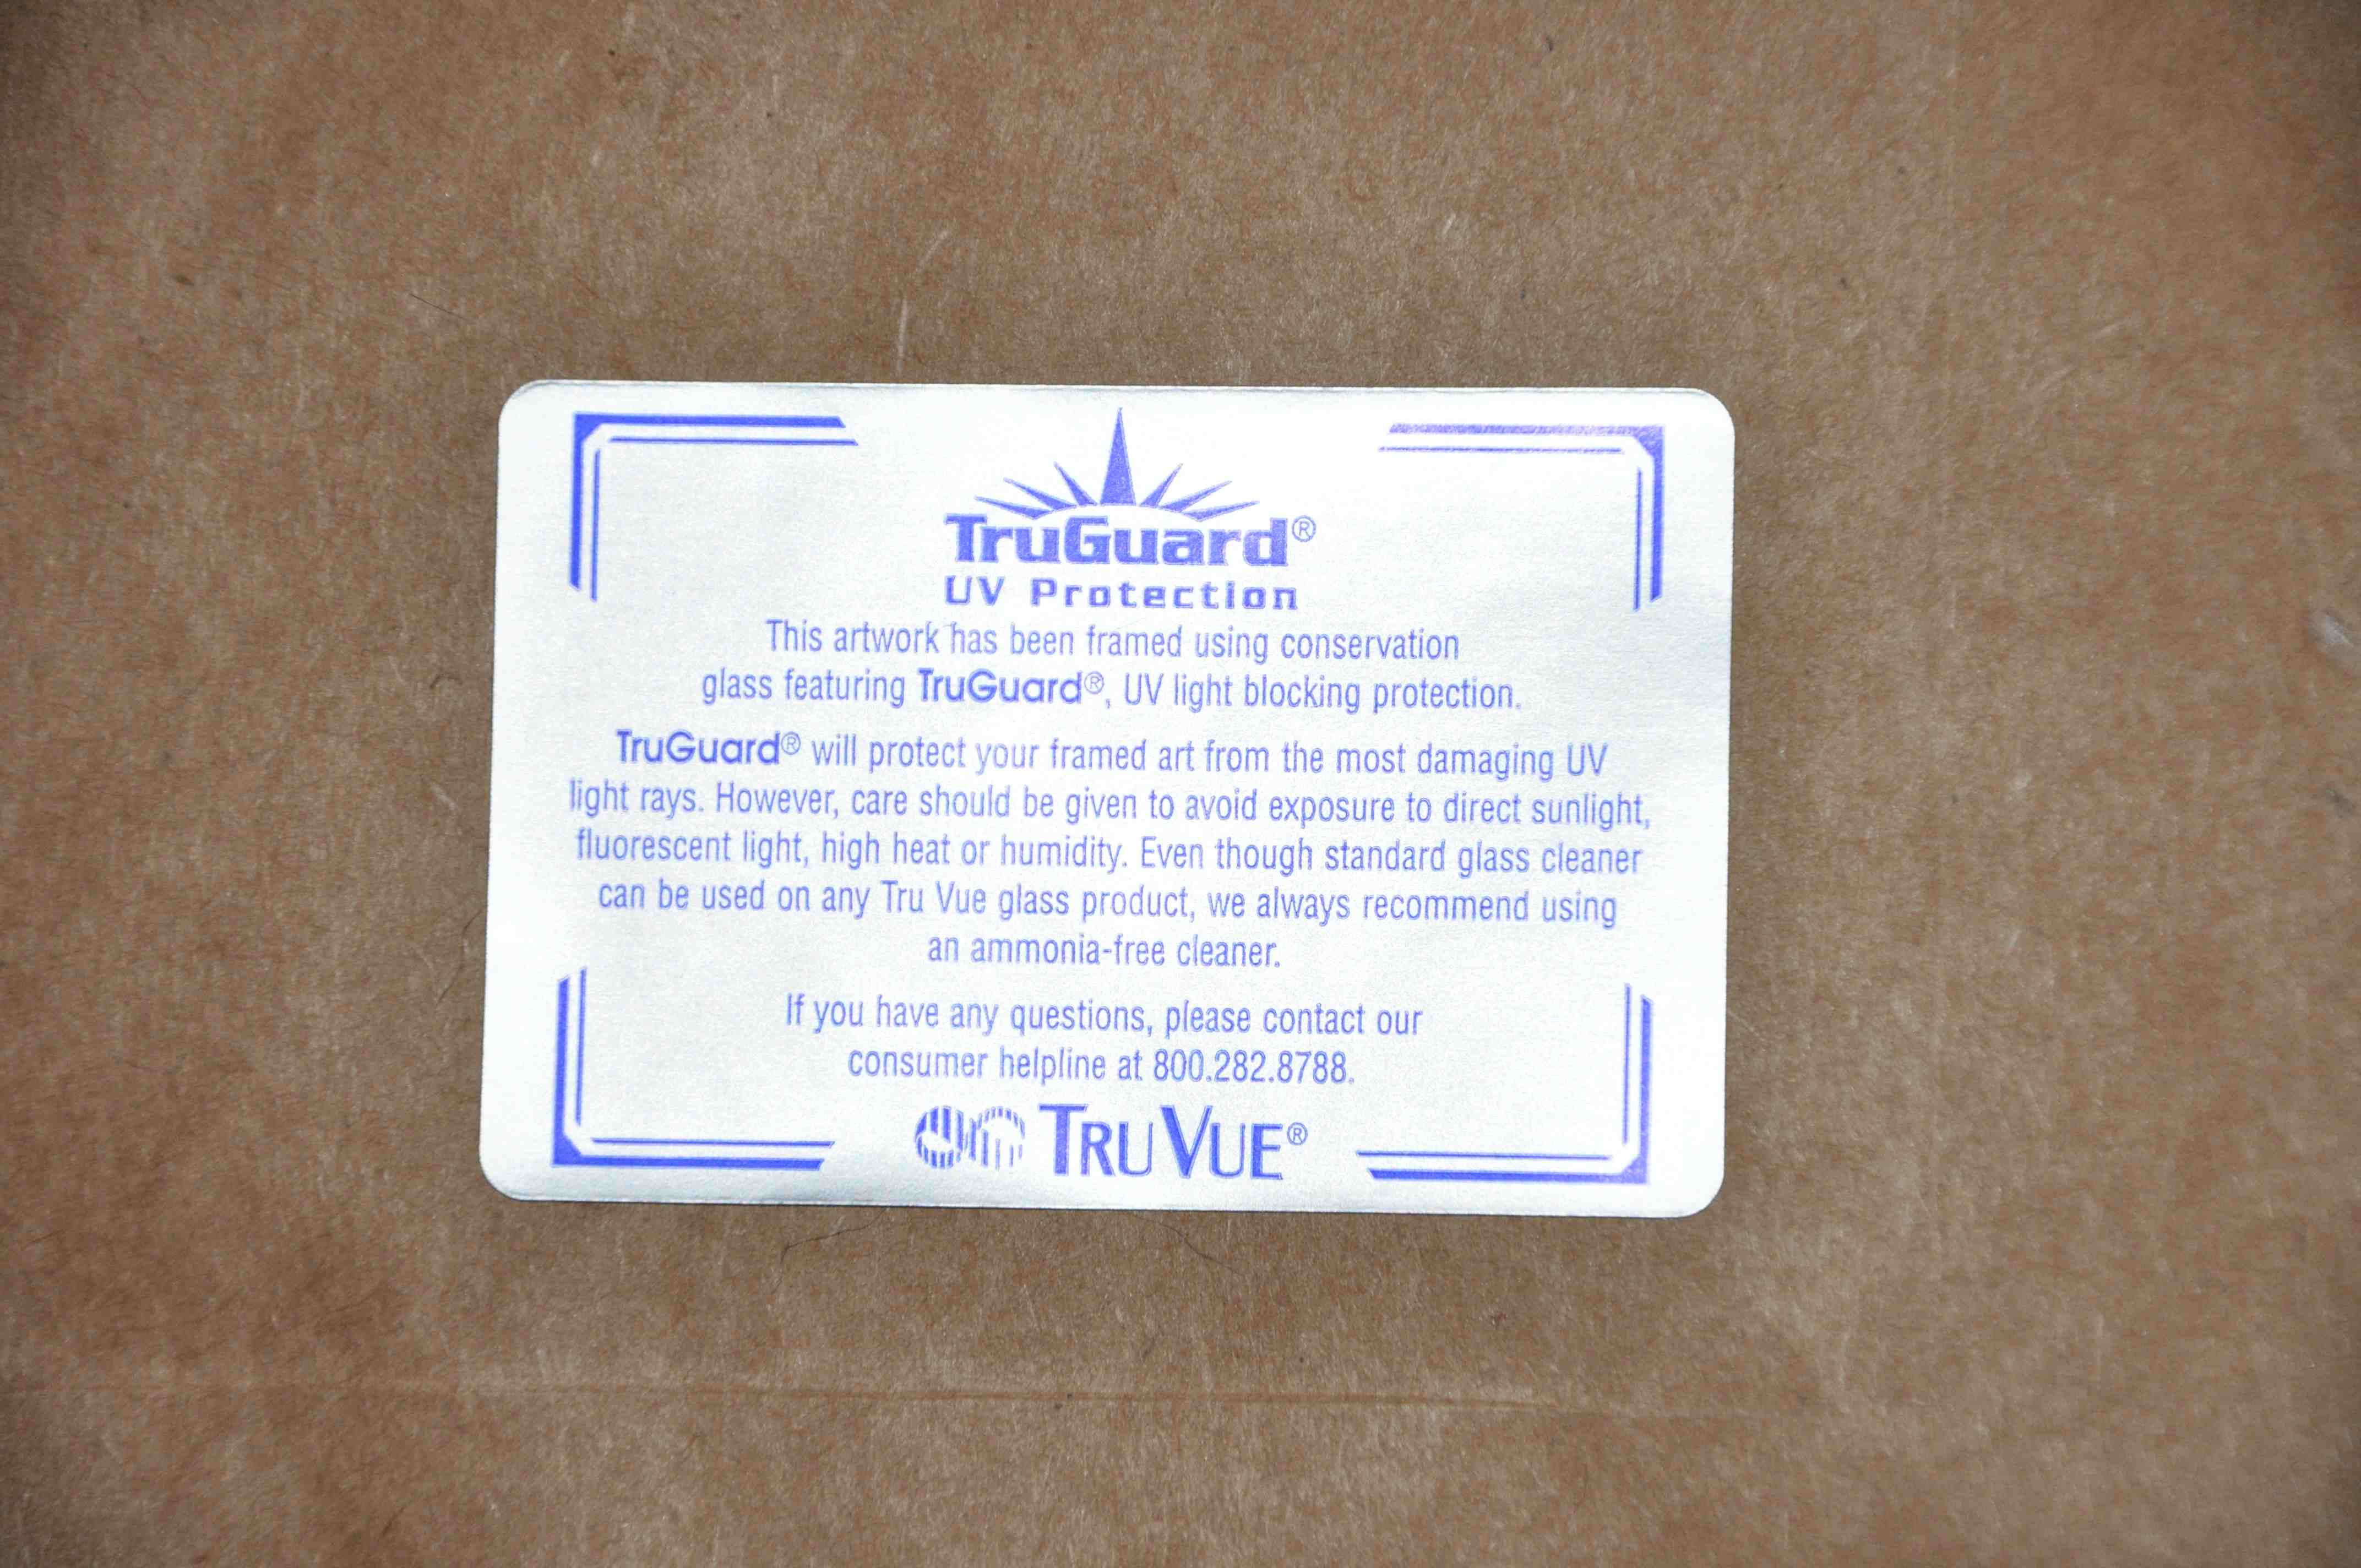 TruGuard®
UV Protection
This artwork has been framed using conservation
glass featuring TruGuard®, UV light blocking protection.
TruGuard® will protect your framed art from the most damaging UV
light rays. However, care should be given to avoid exposure to direct sunlight,
fluorescent light, high heat or humidity. Even though standard glass cleaner
can be used on any Tru Vue glass product, we always recommend using
an ammonia-free cleaner.
If you have any questions, please contact our
consumer helpline at 800.282.8788.
TRU VUE®